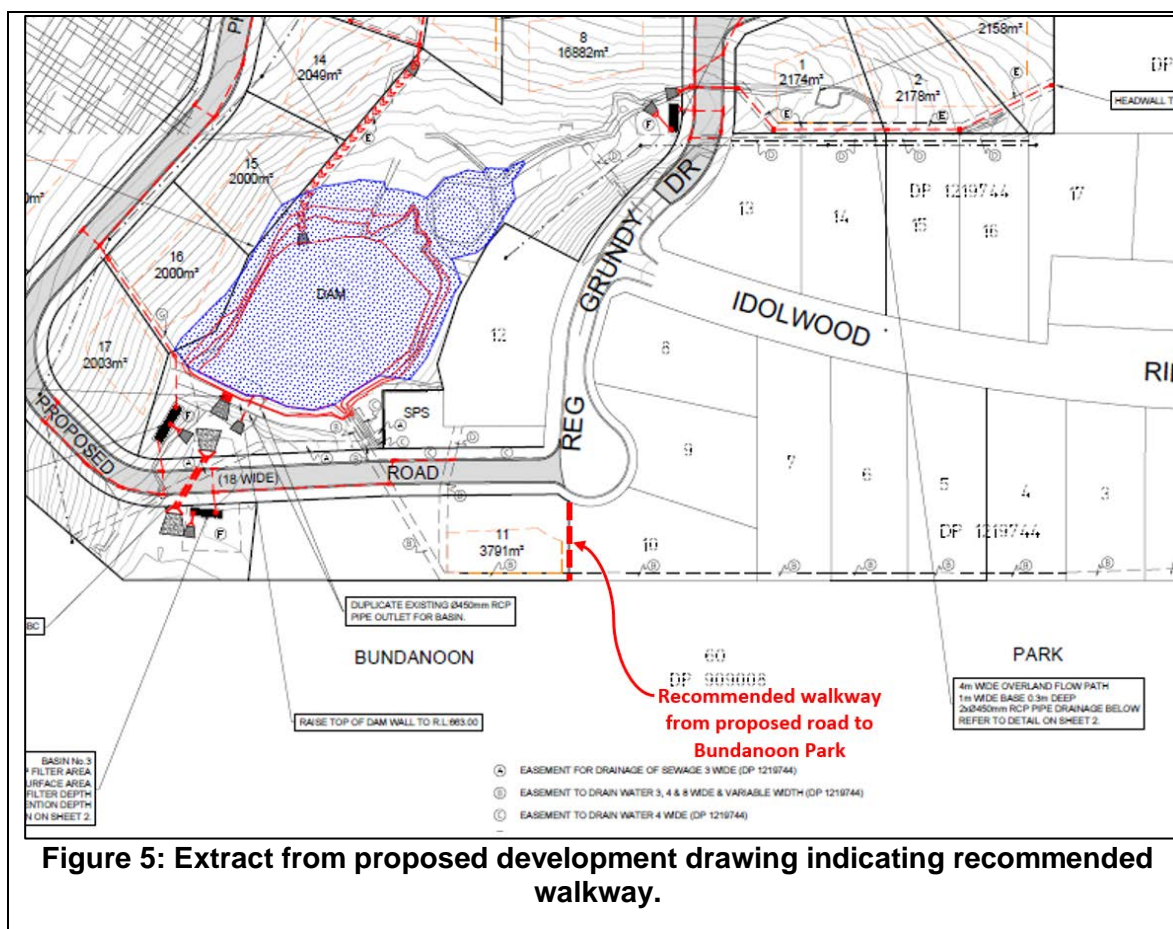 8
16882m²
14
2049m²
2158m²
1
2174m²
2
2178m²
E
E
E
E
DP
HEADWALL T
F
15
2000m²
D
D
D
D
D
DR
DP 1219744
13
14
15
16
17
16
2000m²
DAM
GRUNDY
IDOLWOOD
12
8
RI
G
17
2003m²
SPS
REG
F
B
A
C
D
C
C
PROPOSED
A
A
(18 WIDE)
ROAD
9
7
6
5
4
3
B
F
11
3791m²
10
DP 1219744
B
B
B
B
B
B
B
BC
DUPLICATE EXISTING Ø450mm RCP
PIPE OUTLET FOR BASIN.
BUNDANOON
60
DP 909008
PARK
Recommended walkway
from proposed road to
Bundanoon Park
4m WIDE OVERLAND FLOW PATH
1m WIDE BASE 0.3m DEEP
2xØ450mm RCP PIPE DRAINAGE BELOW
REFER TO DETAIL ON SHEET 2.
RAISE TOP OF DAM WALL TO R.L.663.00
BASIN No.3
FILTER AREA
URFACE AREA
FILTER DEPTH
ENTION DEPTH
N ON SHEET 2.
A EASEMENT FOR DRAINAGE OF SEWAGE 3 WIDE (DP 1219744)
B EASEMENT TO DRAIN WATER 3, 4 & 8 WIDE & VARIABLE WIDTH (DP 1219744)
C EASEMENT TO DRAIN WATER 4 WIDE (DP 1219744)
Figure 5: Extract from proposed development drawing indicating recommended
walkway.